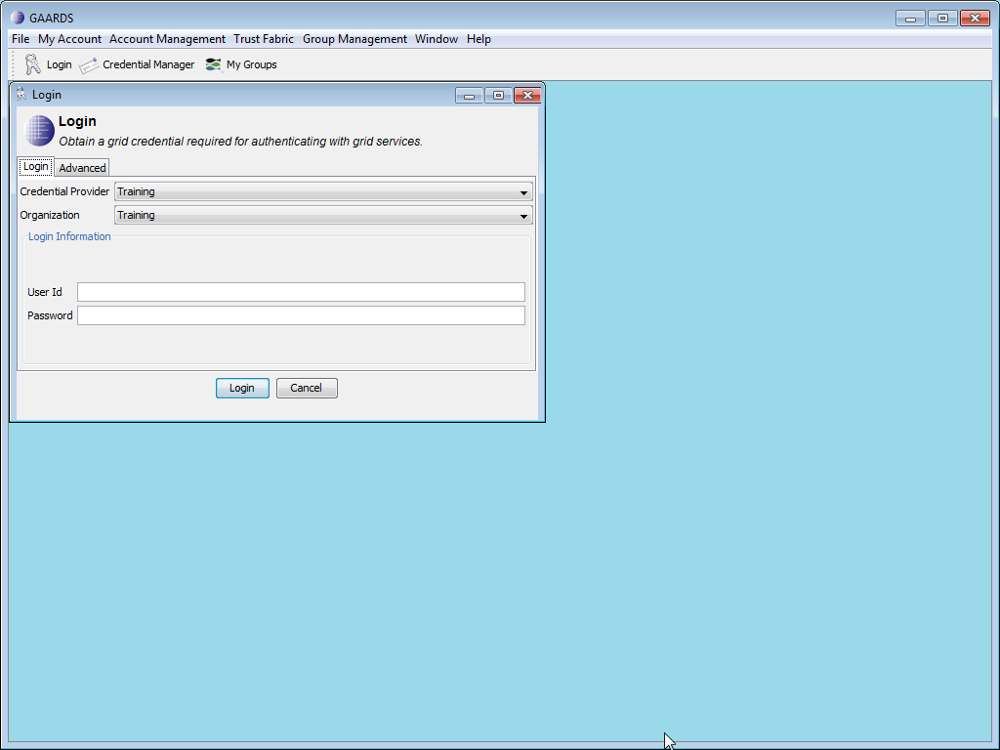 GAARDS
File My Account Account Management Trust Fabric Group Management Window Help
Login Credential Manager My Groups
Login
Login
Obtain a grid credential required for authenticating with grid services.
Login Advanced
Credential Provider Training
Organization Training
Login Information
User Id
Password
Login Cancel